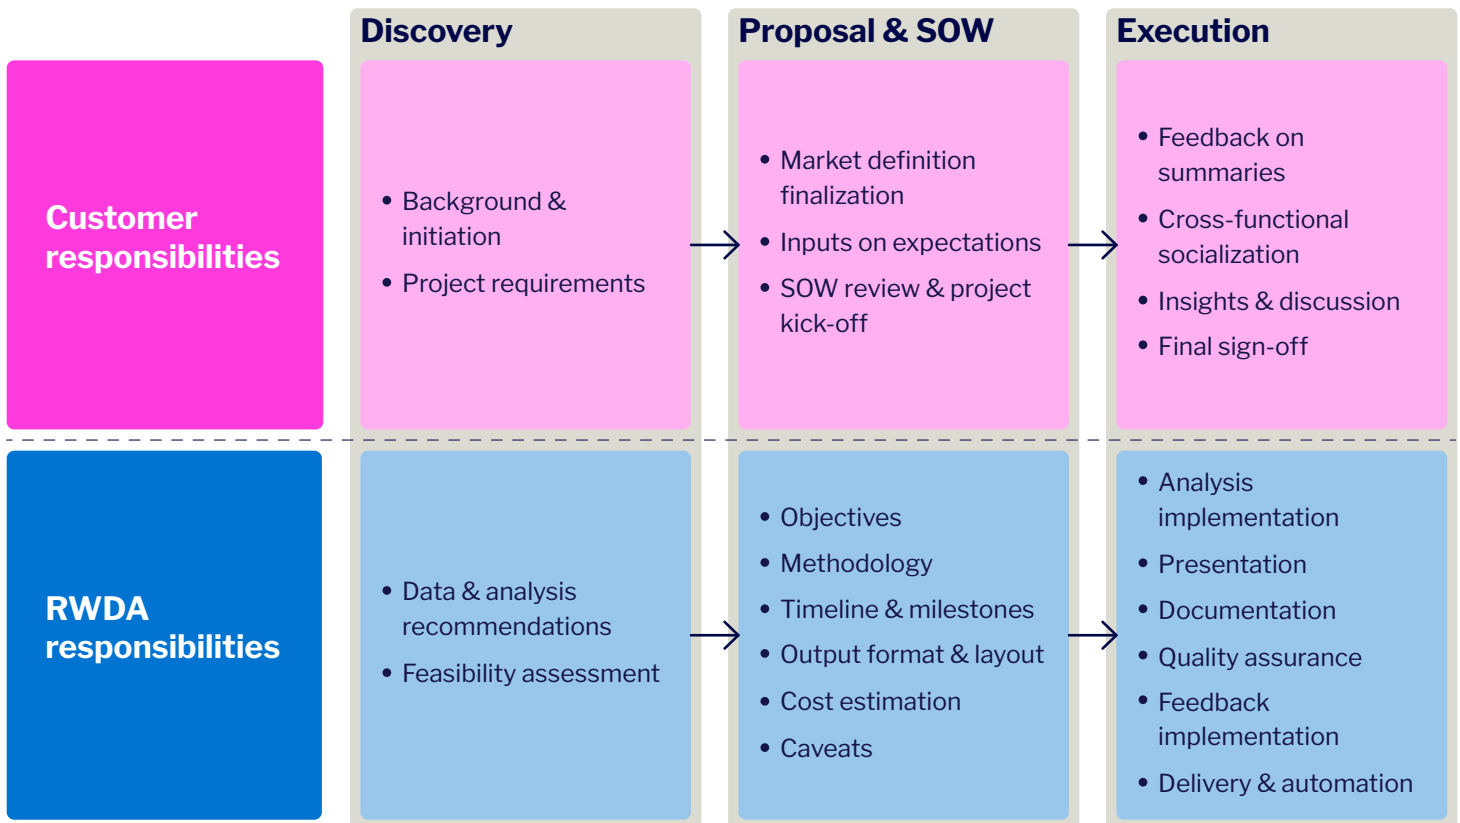 Discovery
Proposal & SOW
Execution
Customer
responsibilities
• Background &
initiation
• Project requirements
• Market definition
finalization
• Inputs on expectations
• SOW review & project
kick-off
• Feedback on
summaries
• Cross-functional
socialization
• Insights & discussion
• Final sign-off
RWDA
responsibilities
• Data & analysis
recommendations
• Feasibility assessment
• Objectives
• Methodology
• Timeline & milestones
• Output format & layout
• Cost estimation
• Caveats
• Analysis
implementation
• Presentation
• Documentation
• Quality assurance
• Feedback
implementation
• Delivery & automation